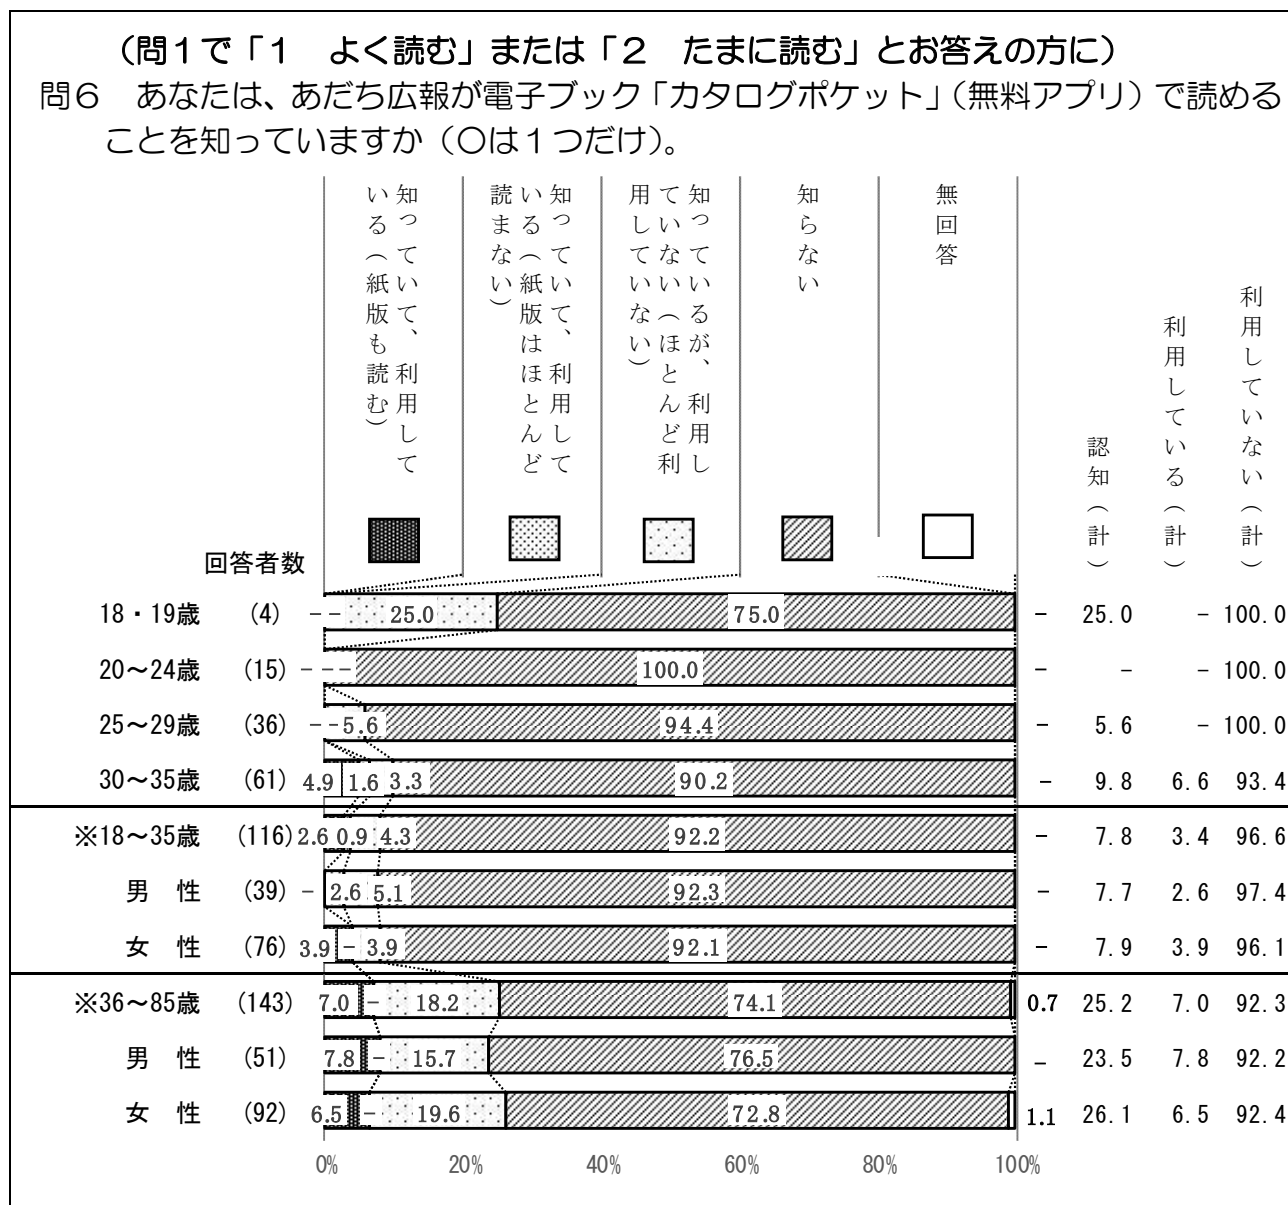 （問１で「１　よく読む」または「２　たまに読む」とお答えの方に）
問６　あなたは、あだち広報が電子ブック「カタログポケット」（無料アプリ）で読める
ことを知っていますか（〇は１つだけ）。
知っていて、利用して
いる（紙版も読む）
知っていて、利用して
いる（紙版はほとんど
読まない）
知っているが、利用し
ていない（ほとんど利
用していない）
知らない
無回答
認知（計）
利用している（計）
利用していない（計）
回答者数
18・19歳 (4) - - 25.0 75.0 - 25.0 - 100.0
20～24歳 (15) - - - 100.0 - - - 100.0
25～29歳 (36) - - 5.6 94.4 - 5.6 - 100.0
30～35歳 (61) 4.9 1.6 3.3 90.2 - 9.8 6.6 93.4
※18～35歳 (116) 2.6 0.9 4.3 92.2 - 7.8 3.4 96.6
男　性 (39) - 2.6 5.1 92.3 - 7.7 2.6 97.4
女　性 (76) 3.9 - 3.9 92.1 - 7.9 3.9 96.1
※36～85歳 (143) 7.0 - 18.2 74.1 0.7 25.2 7.0 92.3
男　性 (51) 7.8 - 15.7 76.5 - 23.5 7.8 92.2
女　性 (92) 6.5 - 19.6 72.8 1.1 26.1 6.5 92.4
0% 20% 40% 60% 80% 100%